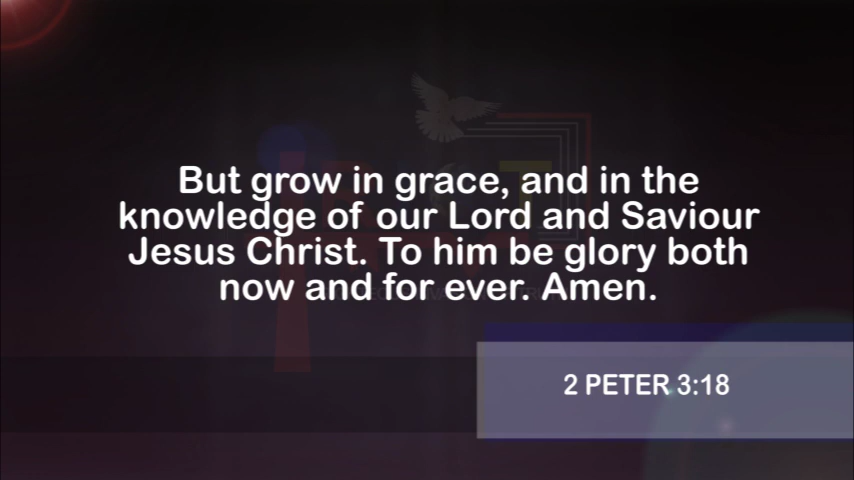 But grow in grace, and in the
knowledge of our Lord and Saviour
Jesus Christ. To him be glory both
now and for ever. Amen.
2 PETER 3:18